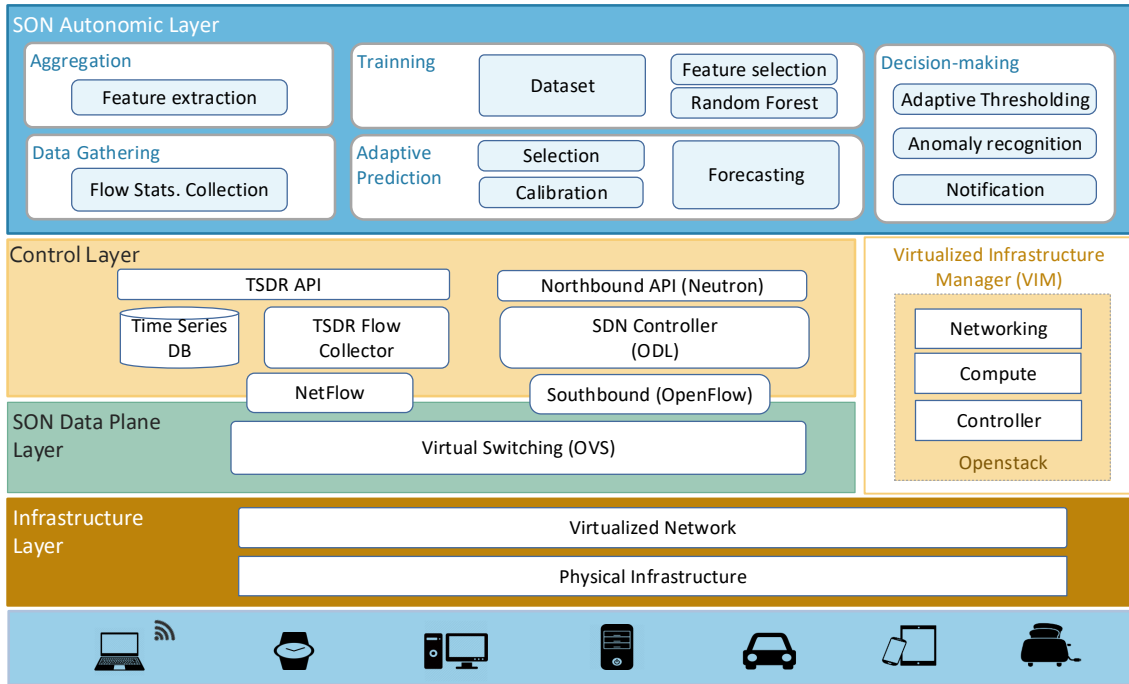 SON Autonomic Layer
Aggregation
Feature extraction
Data Gathering
Flow Stats. Collection
Trainning
Dataset
Feature selection
Random Forest
Adaptive
Prediction
Selection
Calibration
Forecasting
Decision-making
Adaptive Thresholding
Anomaly recognition
Notification
Control Layer
TSDR API
Time Series
DB
TSDR Flow
Collector
NetFlow
Northbound API (Neutron)
SDN Controller
(ODL)
Southbound (OpenFlow)
SON Data Plane
Layer
Virtual Switching (OVS)
Virtualized Infrastructure
Manager (VIM)
Networking
Compute
Controller
Openstack
Infrastructure
Layer
Virtualized Network
Physical Infrastructure